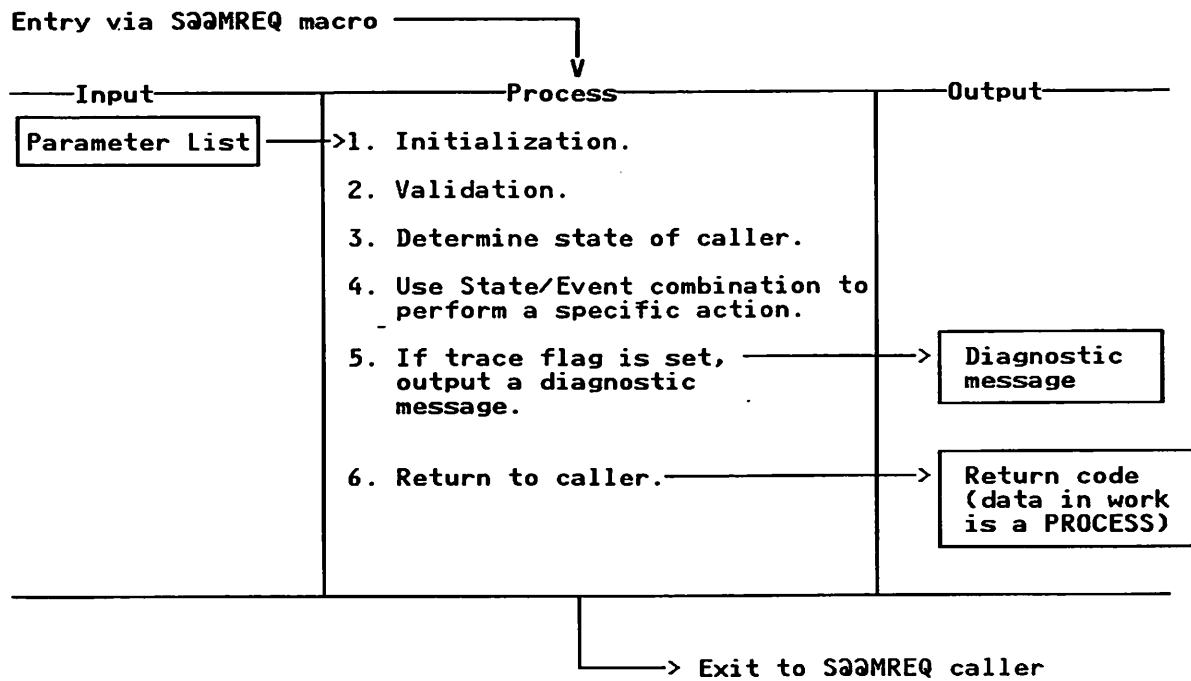 Entry via S∂∂MREQ macro
Input Process Output
Parameter List
1. Initialization.
2. Validation.
3. Determine state of caller.
4. Use State/Event combination to
perform a specific action.
5. If trace flag is set,
output a diagnostic
message.
Diagnostic
message
6. Return to caller.
Return code
(data in work
is a PROCESS)
Exit to S∂∂MREQ caller